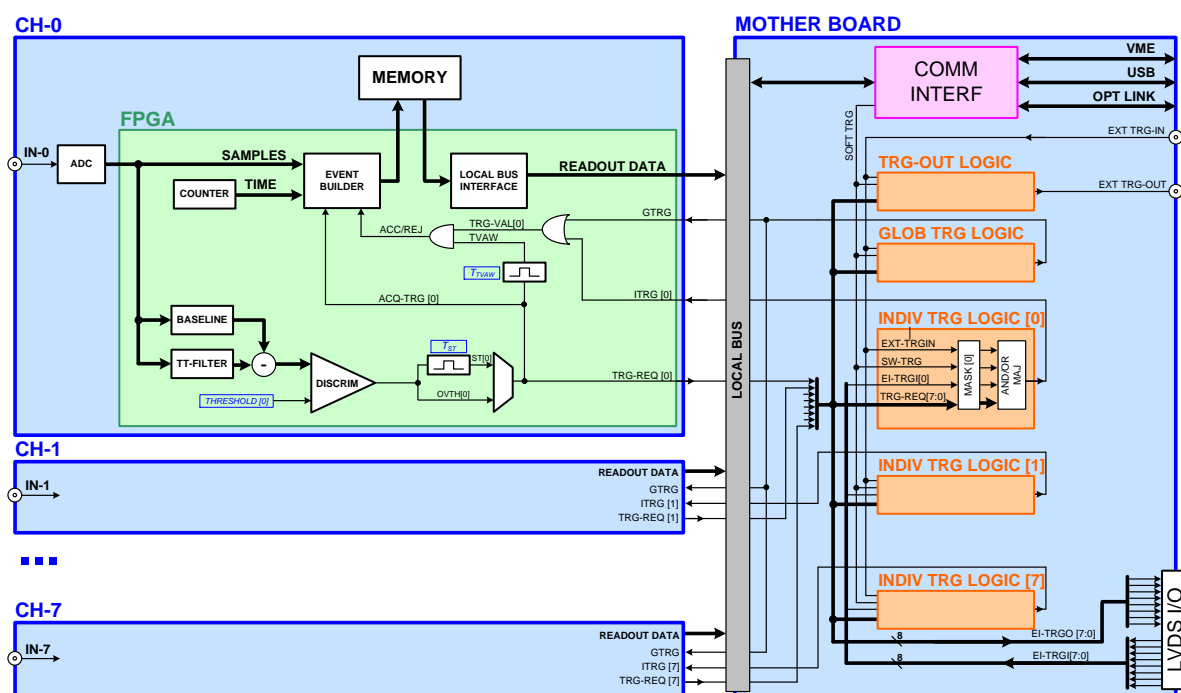 CH-0
MOTHER BOARD
MEMORY
COMM
INTERF
VME
USB
OPT LINK
FPGA
SOFT TRG
EXT TRG-IN
IN-0
ADC
SAMPLES
EVENT
BUILDER
LOCAL BUS
INTERFACE
READOUT DATA
TRG-OUT LOGIC
COUNTER
TIME
EXT TRG-OUT
GTRG
ACC/REJ
TRG-VAL[0]
TVAW
GLOB TRG LOGIC
T_TVAW
ACQ-TRG [0]
ITRG [0]
BASELINE
INDIV TRG LOGIC [0]
EXT-TRGIN
SW-TRG
EI-TRGI[0]
TRG-REQ[7:0]
MASK [0]
AND/OR
MAJ
TT-FILTER
-
T_ST
ST[0]
DISCRIM
OVTH[0]
TRG-REQ [0]
THRESHOLD [0]
LOCAL BUS
CH-1
READOUT DATA
IN-1
GTRG
ITRG [1]
TRG-REQ [1]
INDIV TRG LOGIC [1]
CH-7
READOUT DATA
IN-7
GTRG
ITRG [7]
TRG-REQ [7]
INDIV TRG LOGIC [7]
8
EI-TRGO [7:0]
8
EI-TRGI[7:0]
LVDS I/O